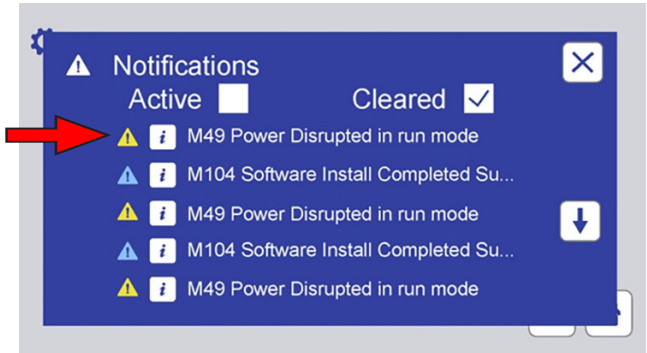 Notifications
Active Cleared
M49 Power Disrupted in run mode
M104 Software Install Completed Su...
M49 Power Disrupted in run mode
M104 Software Install Completed Su...
M49 Power Disrupted in run mode